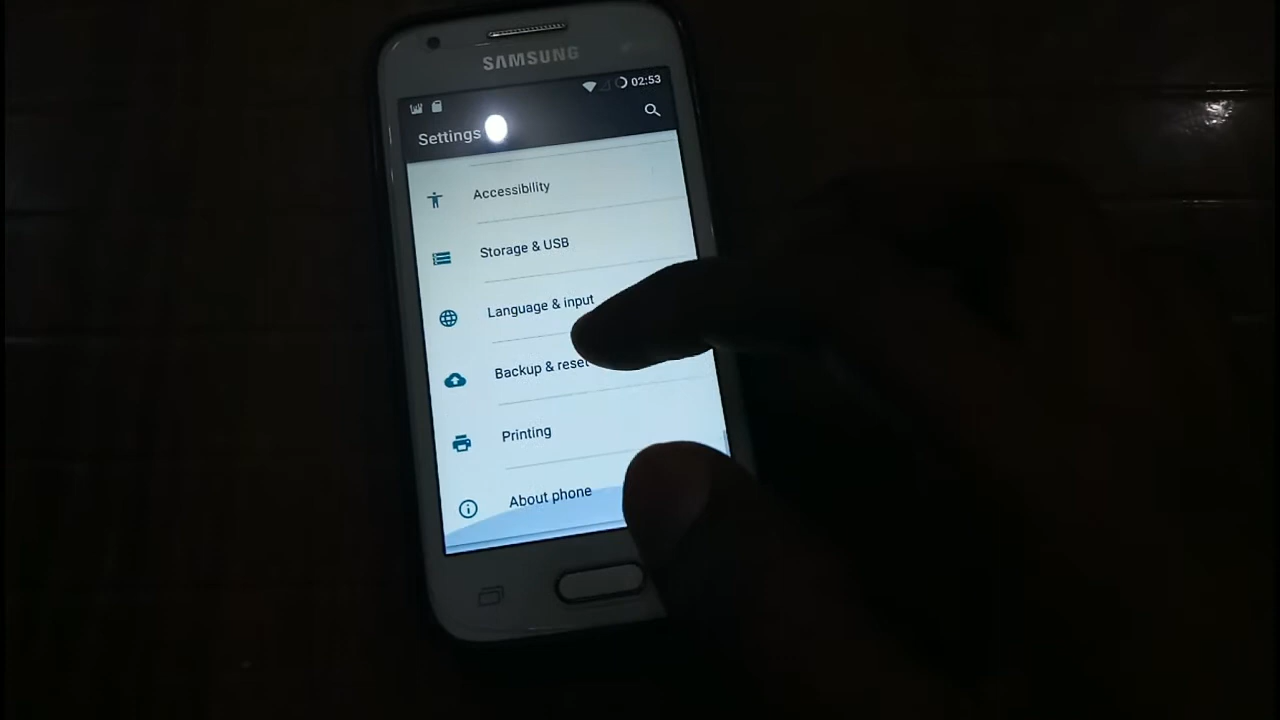 SAMSUNG
02:53
Settings
Accessibility
Storage & USB
Language & input
Backup & reset
Printing
About phone